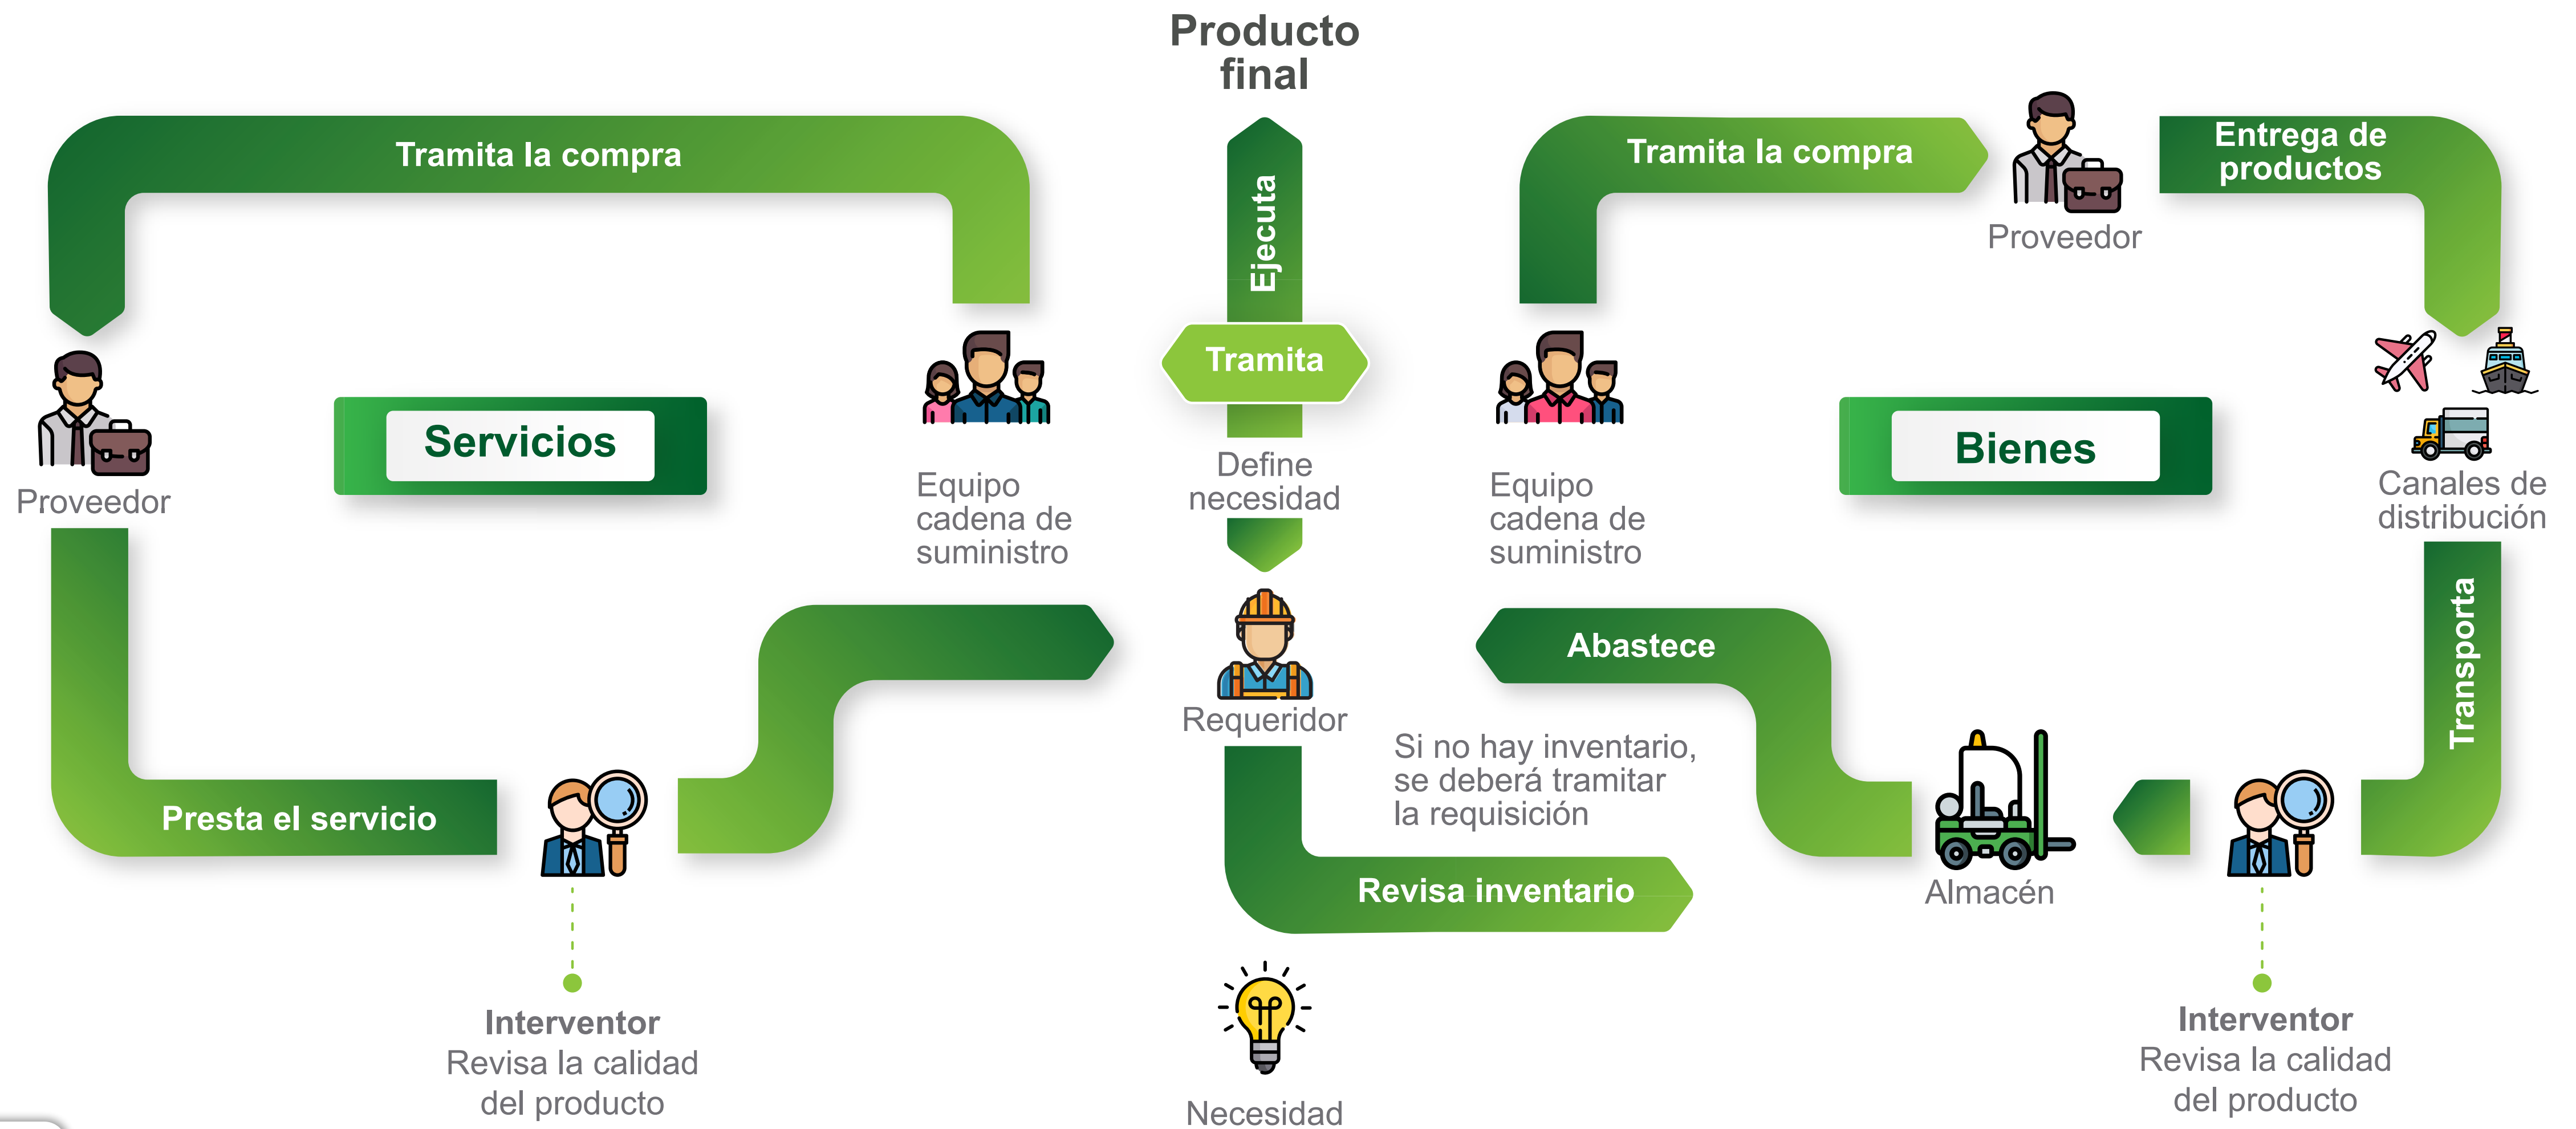 Producto
final
Tramita la compra
Ejecuta
Tramita
Define
necesidad
Tramita la compra
Proveedor
Entrega de
productos
Proveedor
Servicios
Equipo
cadena de
suministro
Equipo
cadena de
suministro
Bienes
Canales de
distribución
Transporta
Requeridor
Abastece
Si no hay inventario,
se deberá tramitar
la requisición
Presta el servicio
Revisa inventario
Almacén
Interventor
Revisa la calidad
del producto
Necesidad
Interventor
Revisa la calidad
del producto